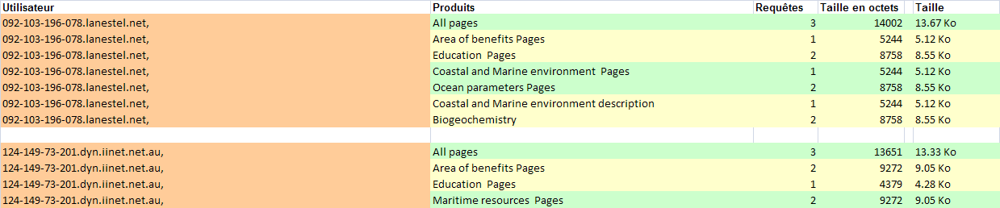 Utilisateur Produits Requêtes Taille en octets Taille
092-103-196-078.lanestel.net, All pages 3 14002 13.67 Ko
092-103-196-078.lanestel.net, Area of benefits Pages 1 5244 5.12 Ko
092-103-196-078.lanestel.net, Education  Pages 2 8758 8.55 Ko
092-103-196-078.lanestel.net, Coastal and Marine environment  Pages 1 5244 5.12 Ko
092-103-196-078.lanestel.net, Ocean parameters Pages 2 8758 8.55 Ko
092-103-196-078.lanestel.net, Coastal and Marine environment description 1 5244 5.12 Ko
092-103-196-078.lanestel.net, Biogeochemistry 2 8758 8.55 Ko
124-149-73-201.dyn.iinet.net.au, All pages 3 13651 13.33 Ko
124-149-73-201.dyn.iinet.net.au, Area of benefits Pages 2 9272 9.05 Ko
124-149-73-201.dyn.iinet.net.au, Education  Pages 1 4379 4.28 Ko
124-149-73-201.dyn.iinet.net.au, Maritime resources  Pages 2 9272 9.05 Ko